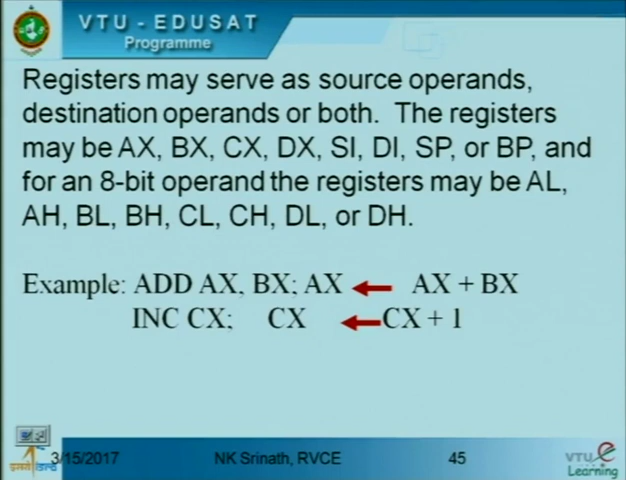 VTU - EDUSAT
Programme
Registers may serve as source operands,
destination operands or both. The registers
may be AX, BX, CX, DX, SI, DI, SP, or BP, and
for an 8-bit operand the registers may be AL,
AH, BL, BH, CL, CH, DL, or DH.
Example: ADD AX, BX; AX ← AX + BX
INC CX; CX ← CX + 1
इसरो isro
3/15/2017 NK Srinath, RVCE 45
VTU e
Learning